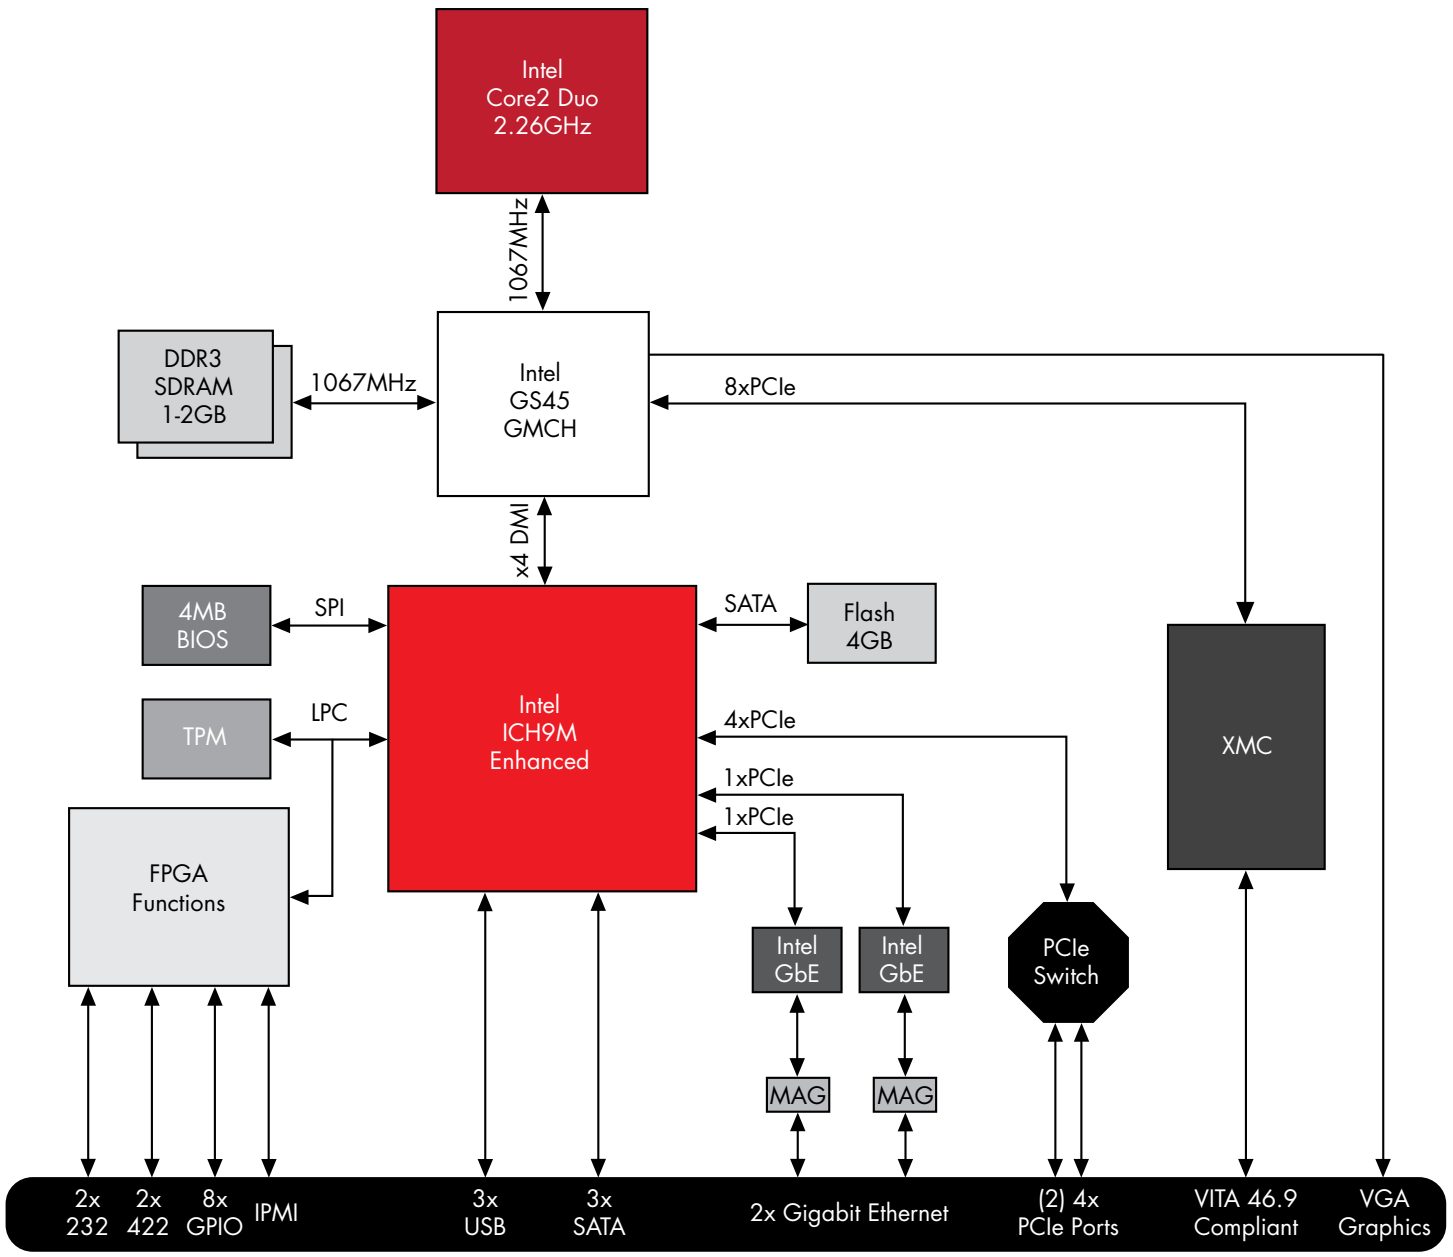 Intel
Core2 Duo
2.26GHz
1067MHz
DDR3
SDRAM
1-2GB
1067MHz
Intel
GS45
GMCH
8xPCIe
x4 DMI
4MB
BIOS
SPI
SATA
Flash
4GB
TPM
LPC
Intel
ICH9M
Enhanced
4xPCIe
1xPCIe
1xPCIe
XMC
FPGA
Functions
Intel
GbE
Intel
GbE
PCIe
Switch
MAG
MAG
2x
232
2x
422
8x
GPIO
IPMI
3x
USB
3x
SATA
2x Gigabit Ethernet
(2) 4x
PCIe Ports
VITA 46.9
Compliant
VGA
Graphics